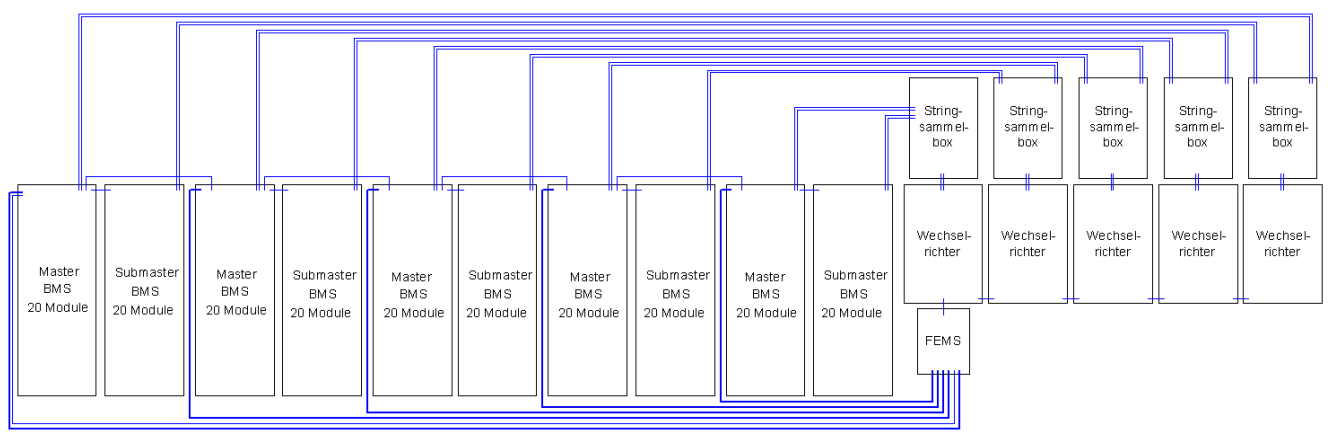 String-
sammel-
box
String-
sammel-
box
String-
sammel-
box
String-
sammel-
box
String-
sammel-
box
Master
BMS
20 Module
Submaster
BMS
20 Module
Master
BMS
20 Module
Submaster
BMS
20 Module
Master
BMS
20 Module
Submaster
BMS
20 Module
Master
BMS
20 Module
Submaster
BMS
20 Module
Master
BMS
20 Module
Submaster
BMS
20 Module
Wechsel-
richter
Wechsel-
richter
Wechsel-
richter
Wechsel-
richter
Wechsel-
richter
FEMS